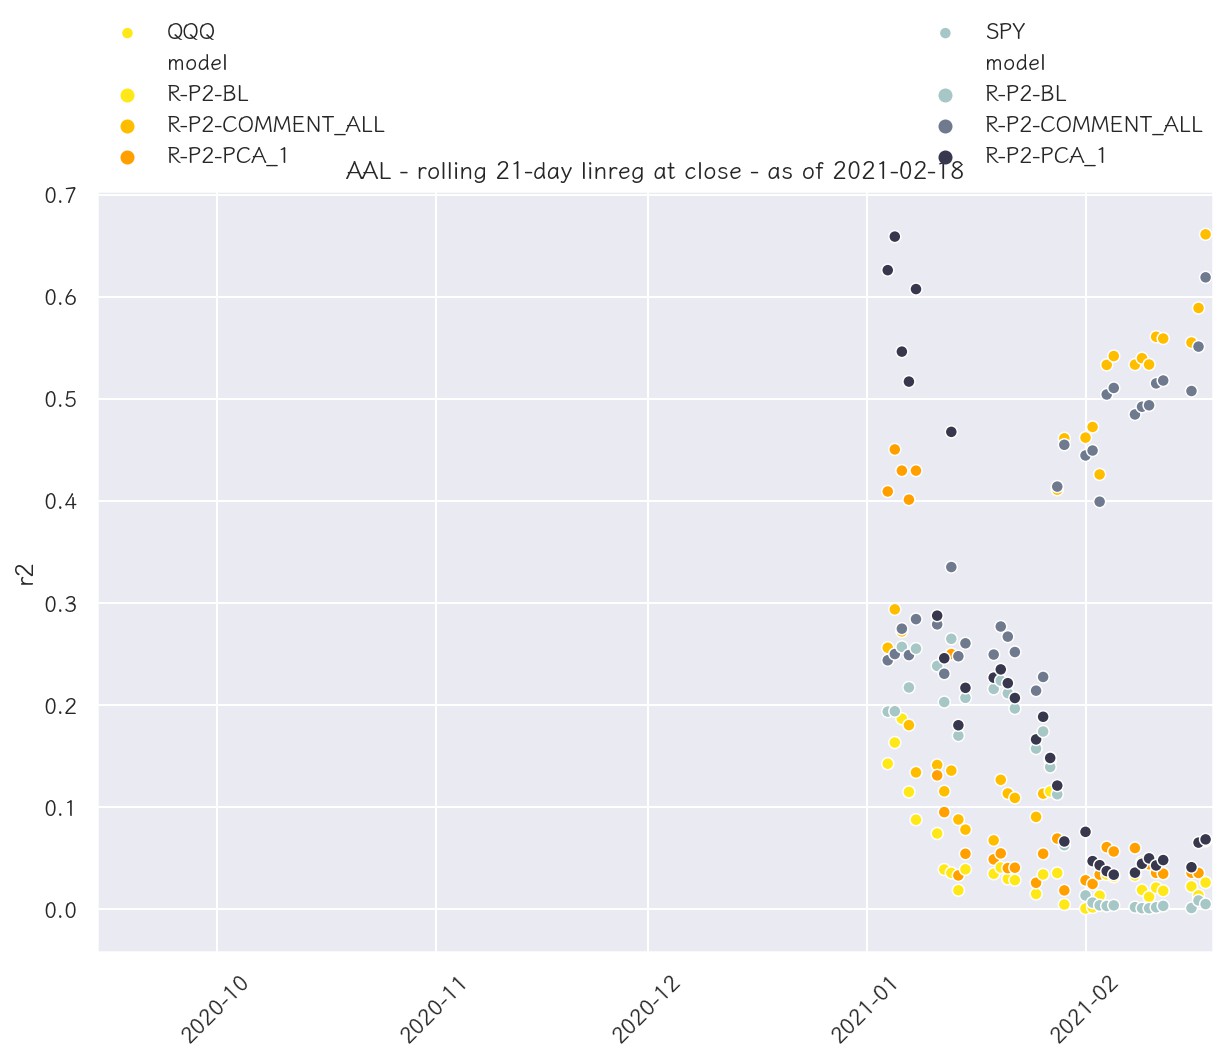 QQQ
model
R-P2-BL
R-P2-COMMENT_ALL
R-P2-PCA_1
SPY
model
R-P2-BL
R-P2-COMMENT_ALL
R-P2-PCA_1
AAL - rolling 21-day linreg at close - as of 2021-02-18
0.7
0.6
0.5
0.4
0.3
0.2
0.1
0.0
r2
2020-10
2020-11
2020-12
2021-01
2021-02